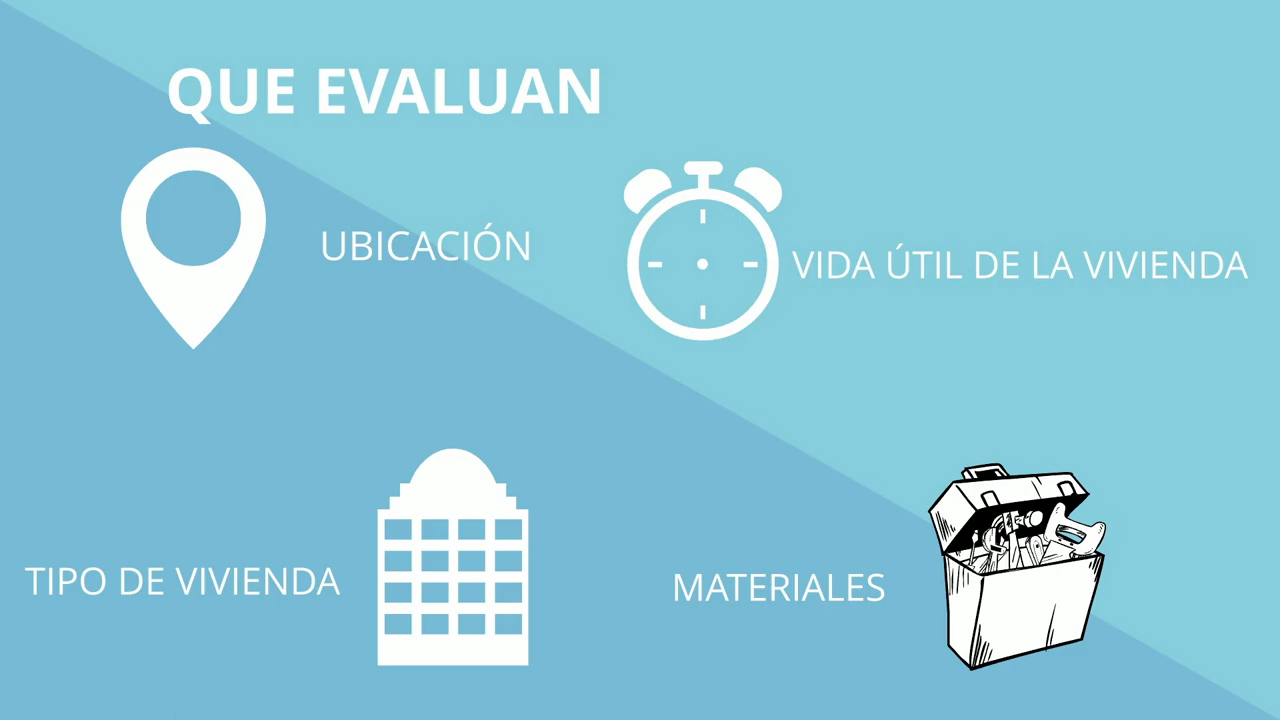 QUE EVALUAN
UBICACIÓN
VIDA ÚTIL DE LA VIVIENDA
TIPO DE VIVIENDA
MATERIALES